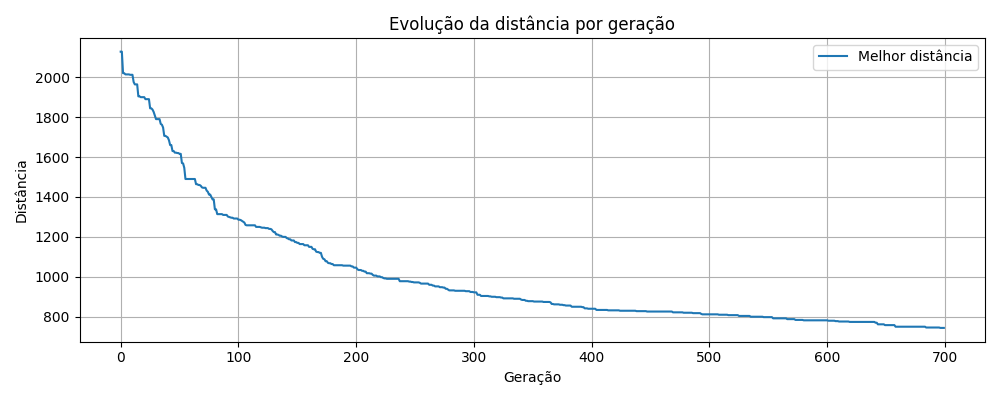 Evolução da distância por geração
Melhor distância
Distância
2000
1800
1600
1400
1200
1000
800
0 100 200 300 400 500 600 700
Geração